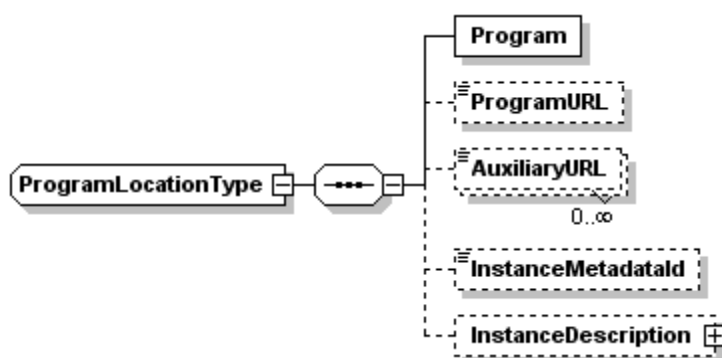 Program
ProgramURL
AuxiliaryURL
ProgramLocationType
0..∞
InstanceMetadataId
InstanceDescription